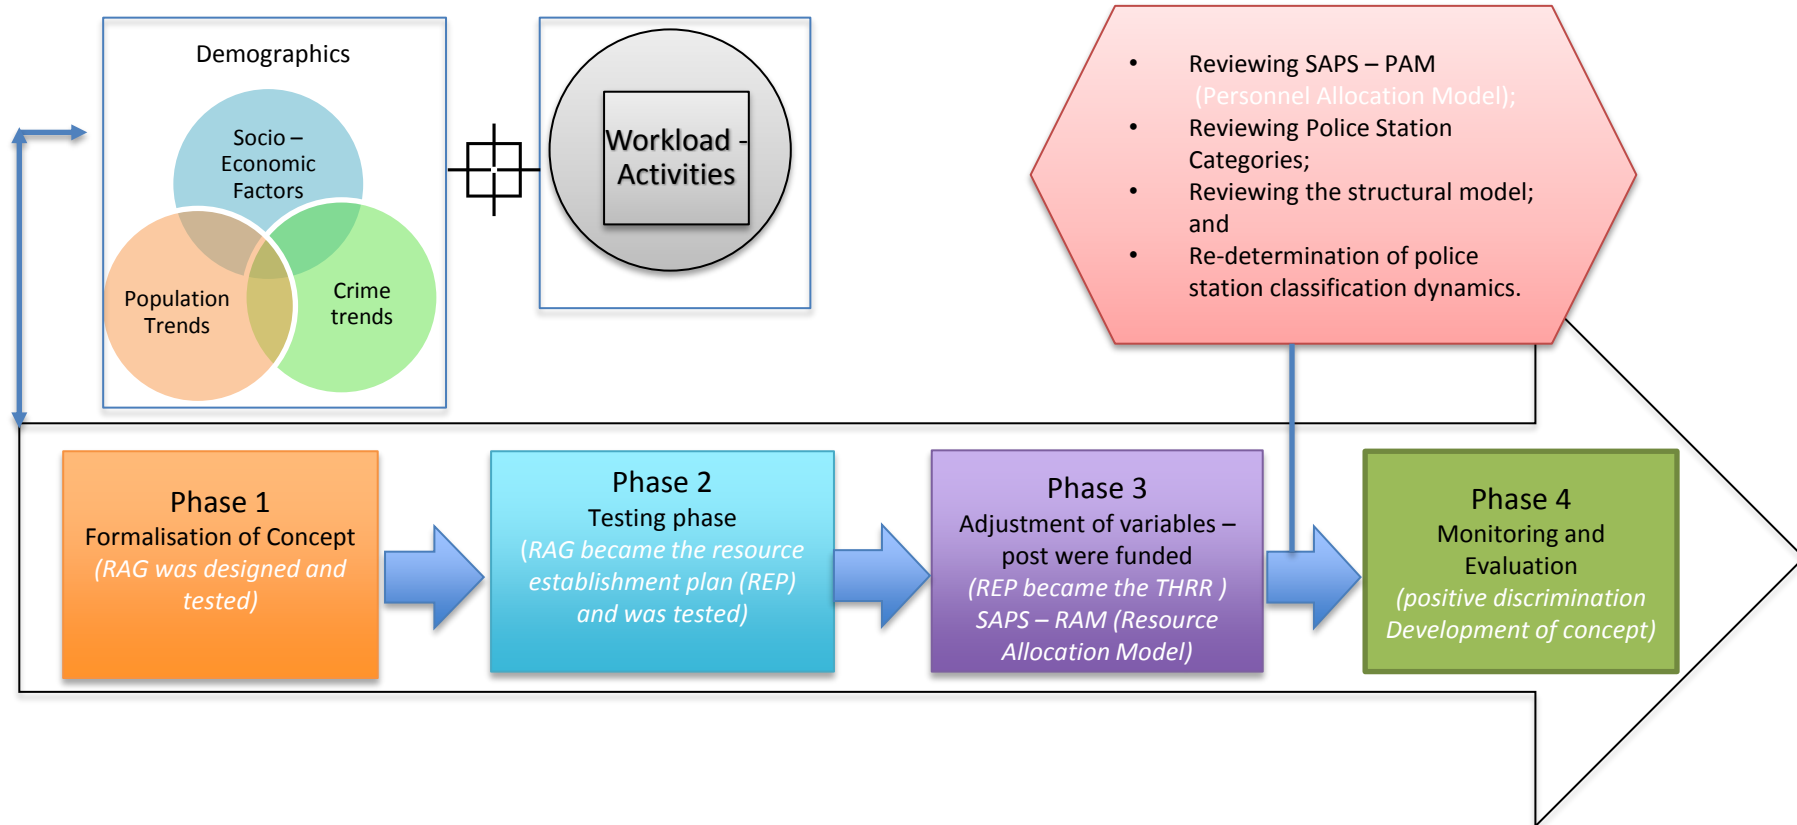 Demographics
Socio –
Economic
Factors
Population
Trends
Crime
trends
Workload -
Activities
• Reviewing SAPS – PAM
(Personnel Allocation Model);
• Reviewing Police Station
Categories;
• Reviewing the structural model;
and
• Re-determination of police
station classification dynamics.
Phase 1
Formalisation of Concept
(RAG was designed and
tested)
Phase 2
Testing phase
(RAG became the resource
establishment plan (REP)
and was tested)
Phase 3
Adjustment of variables –
post were funded
(REP became the THRR )
SAPS – RAM (Resource
Allocation Model)
Phase 4
Monitoring and
Evaluation
(positive discrimination
Development of concept)